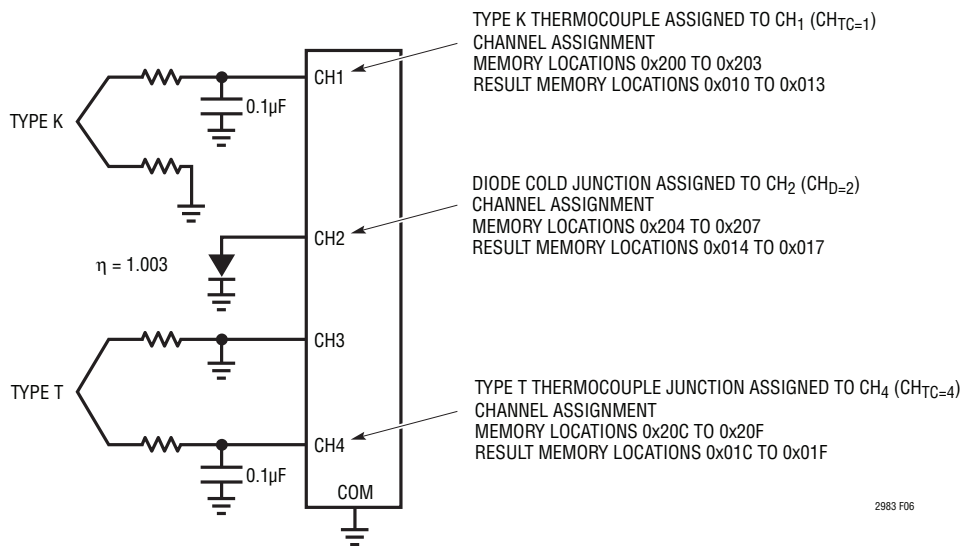 TYPE K THERMOCOUPLE ASSIGNED TO CH1 (CHTC=1)
CHANNEL ASSIGNMENT
MEMORY LOCATIONS 0x200 TO 0x203
RESULT MEMORY LOCATIONS 0x010 TO 0x013
CH1
0.1µF
TYPE K
DIODE COLD JUNCTION ASSIGNED TO CH2 (CHD=2)
CHANNEL ASSIGNMENT
MEMORY LOCATIONS 0x204 TO 0x207
RESULT MEMORY LOCATIONS 0x014 TO 0x017
CH2
η = 1.003
CH3
TYPE T
TYPE T THERMOCOUPLE JUNCTION ASSIGNED TO CH4 (CHTC=4)
CHANNEL ASSIGNMENT
MEMORY LOCATIONS 0x20C TO 0x20F
RESULT MEMORY LOCATIONS 0x01C TO 0x01F
CH4
0.1µF
COM
2983 F06